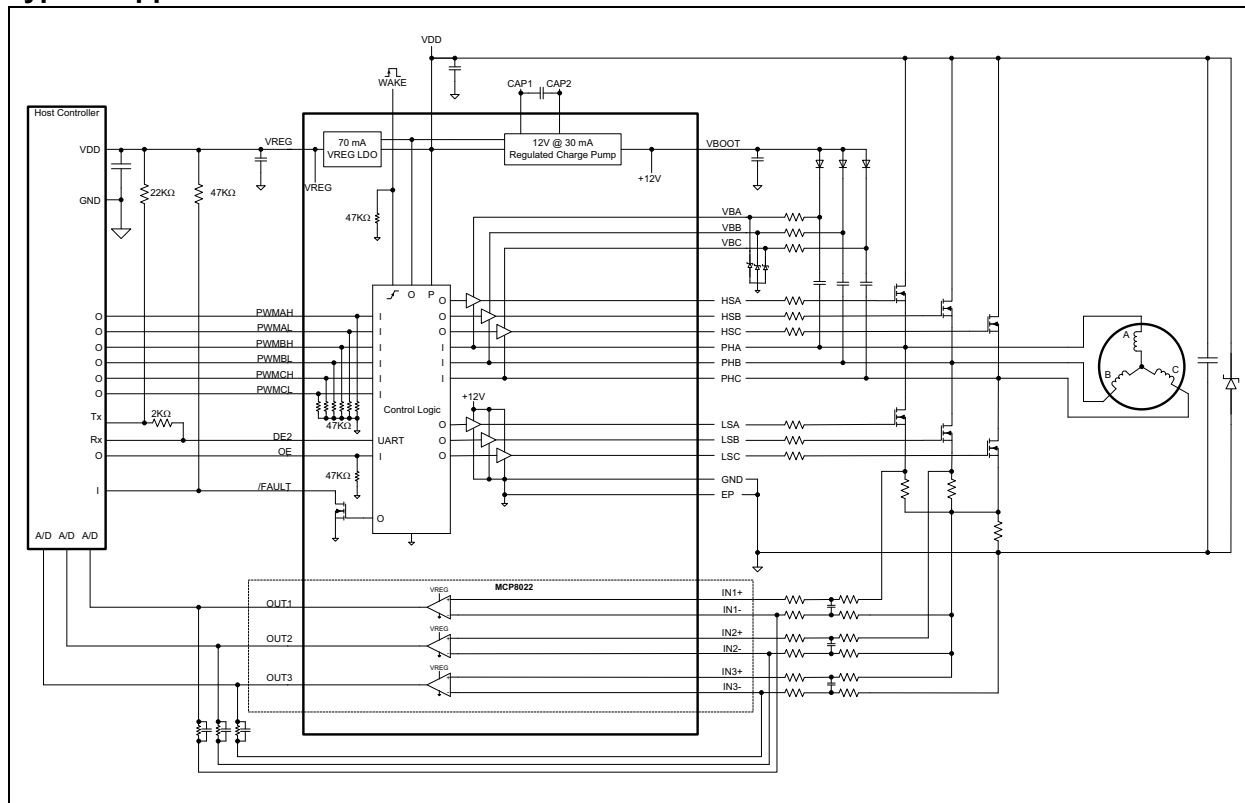 VDD
WAKE
CAP1 CAP2
Host Controller
VDD
VREG
70 mA
VREG LDO
12V @ 30 mA
Regulated Charge Pump
VBOOT
+12V
VREG
22KΩ
47KΩ
GND
47KΩ
VBA
VBB
VBC
O P
O PWMAH I O HSA
O PWMAL I O HSB
O PWMBH I O HSC
O PWMBL I I PHA
O PWMCH I I PHB
O PWMCL I I PHC
A
B
C
+12V
Control Logic
47KΩ
Tx
2KΩ
O LSA
Rx DE2 UART O LSB
O OE I O LSC
47KΩ
GND
I /FAULT
EP
O
A/D A/D A/D
MCP8022
VREG
OUT1
IN1+
IN1-
VREG
OUT2
IN2+
IN2-
VREG
OUT3
IN3+
IN3-